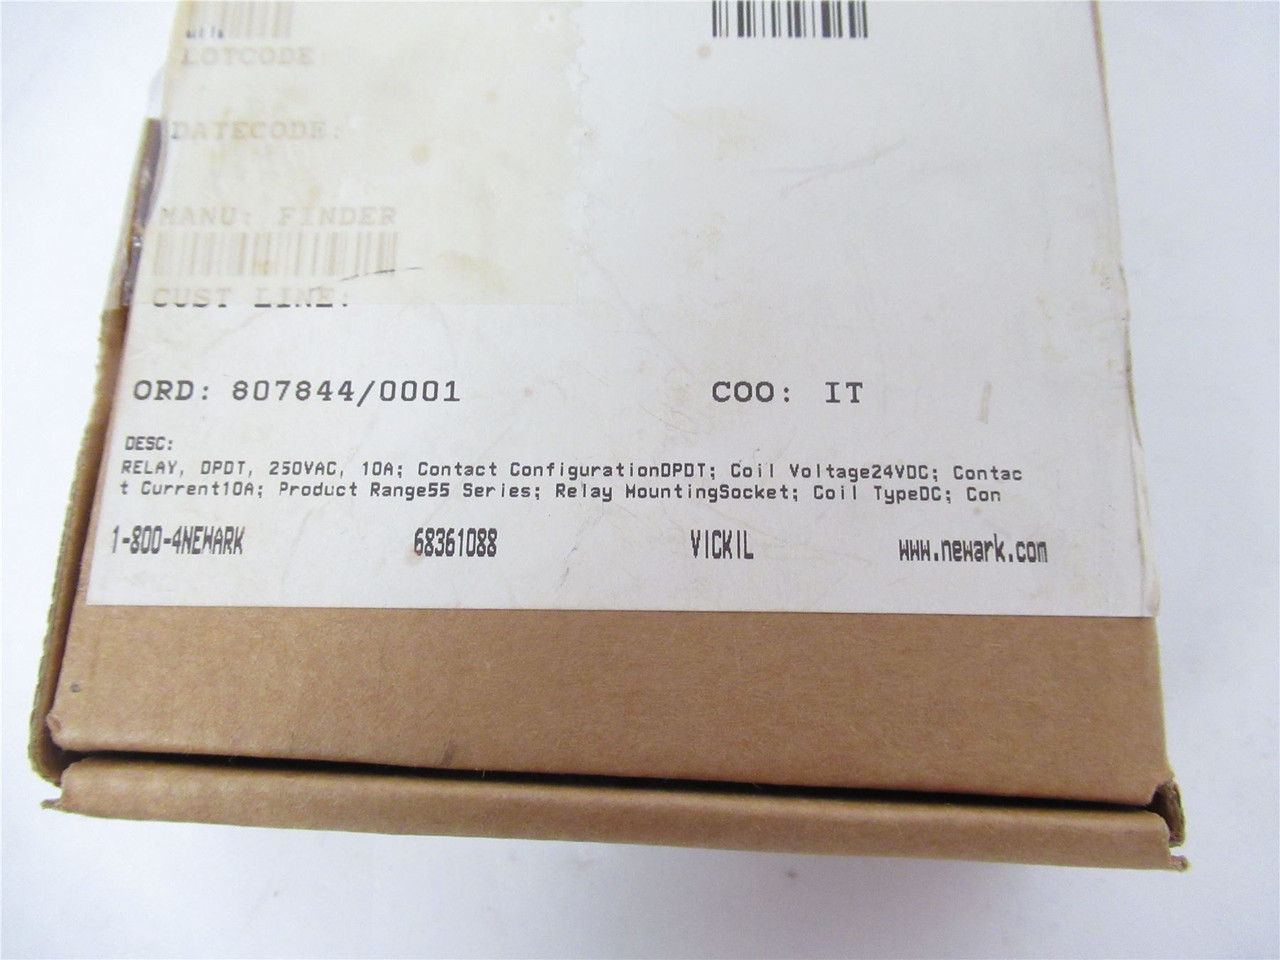 LOTCODE
DATECODE:
MANU: FINDER
CUST LINE:
ORD: 807844/0001 COO: IT
DESC:
RELAY, DPDT, 250VAC, 10A; Contact ConfigurationDPDT; Coil Voltage24VDC; Contac
t Current10A; Product Range55 Series; Relay MountingSocket; Coil TypeDC; Con
1-800-4NEWARK 68361088 VICKIL www.newark.com